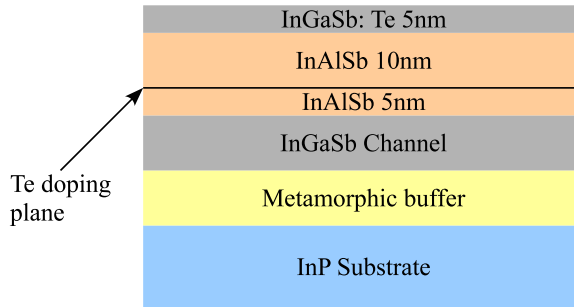 InGaSb: Te 5nm
InAlSb 10nm
InAlSb 5nm
InGaSb Channel
Te doping
plane
Metamorphic buffer
InP Substrate